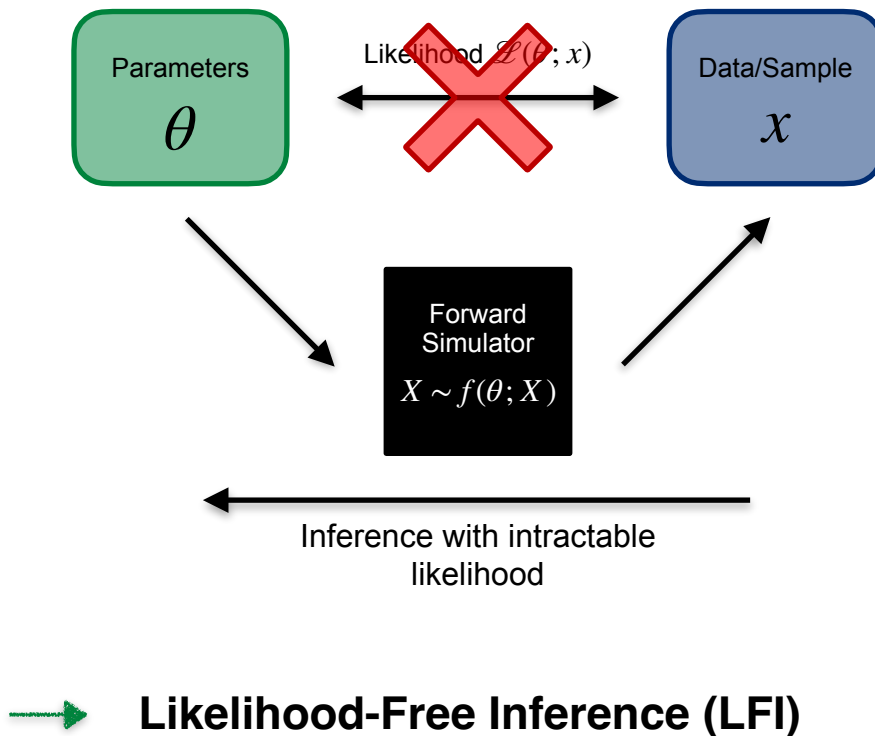 Likelihood ℒ(θ; x)
Parameters
θ
Data/Sample
x
Forward
Simulator
X ∼ f(θ; X)
Inference with intractable
likelihood
Likelihood-Free Inference (LFI)